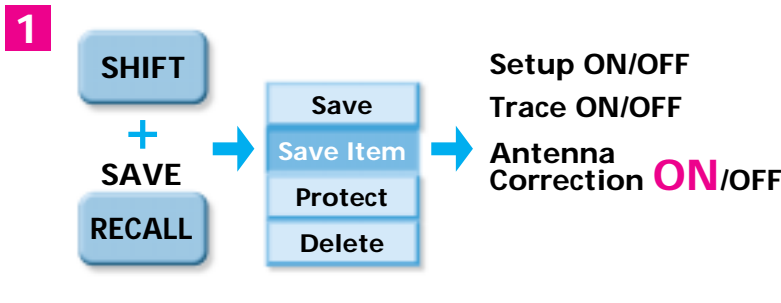 1
SHIFT
+
SAVE
RECALL
Save
Save Item
Protect
Delete
Setup ON/OFF
Trace ON/OFF
Antenna
Correction ON/OFF